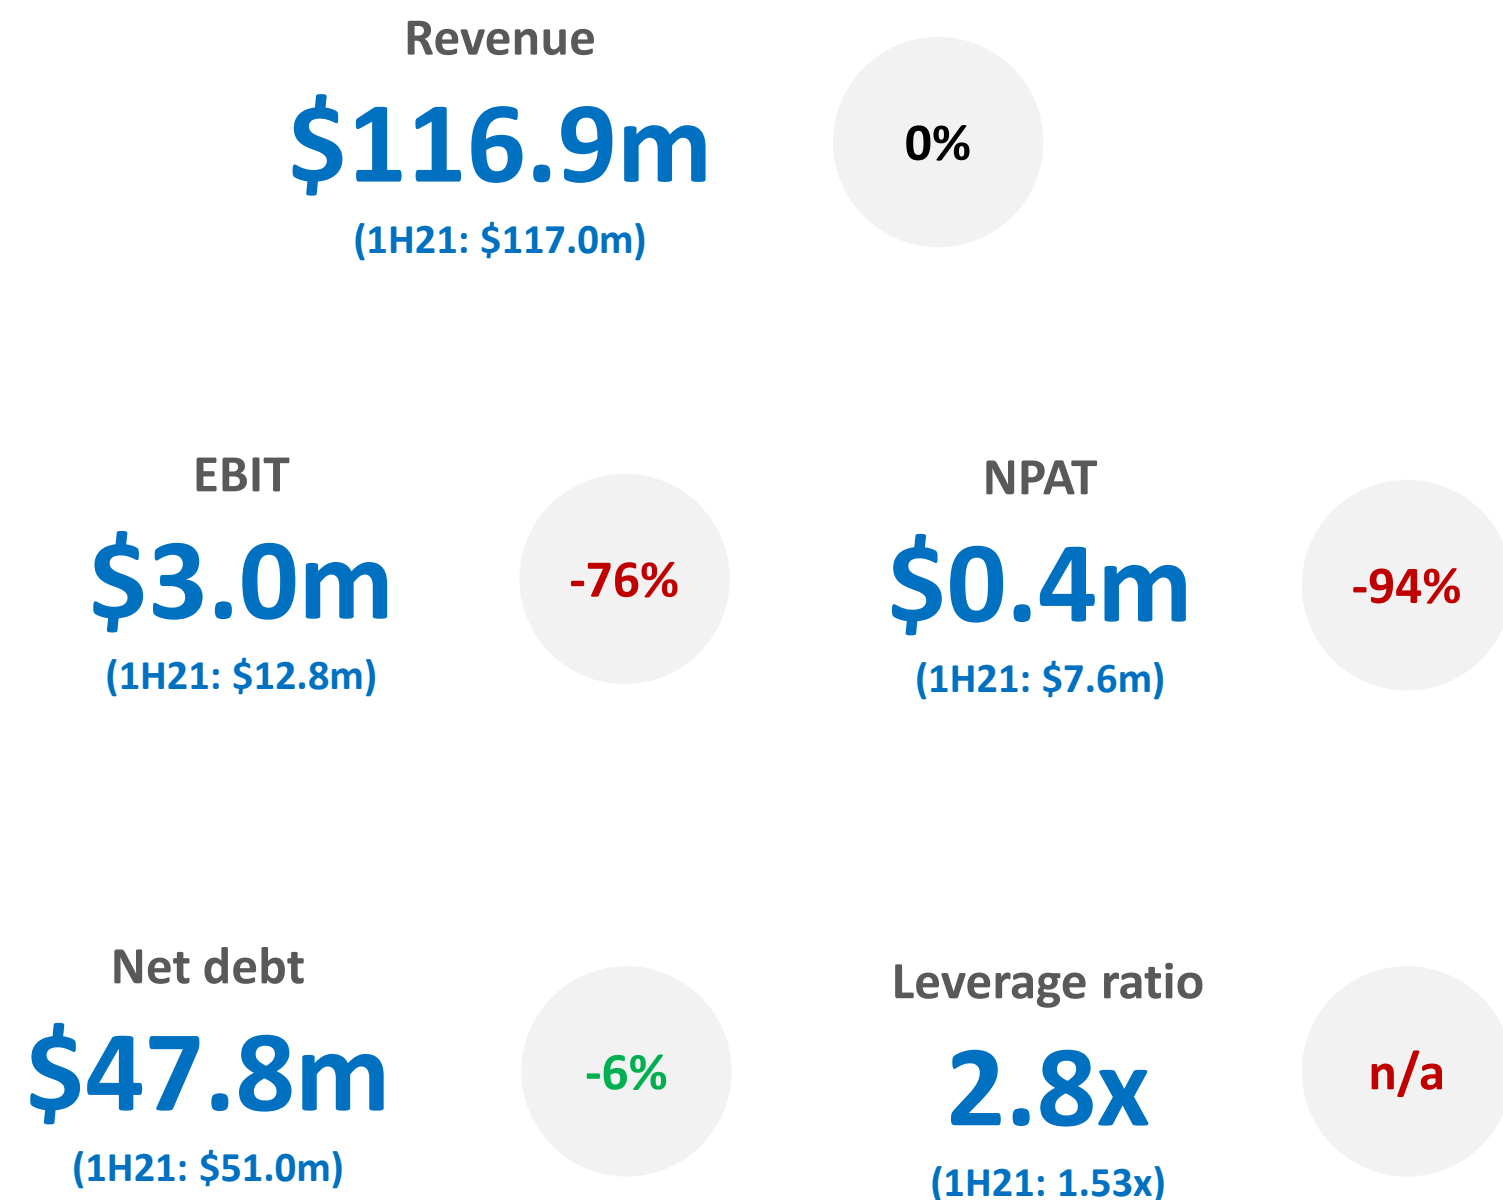 Revenue
$116.9m
(1H21: $117.0m)
0%
EBIT
$3.0m
(1H21: $12.8m)
-76%
NPAT
$0.4m
(1H21: $7.6m)
-94%
Net debt
$47.8m
(1H21: $51.0m)
-6%
Leverage ratio
2.8x
(1H21: 1.53x)
n/a